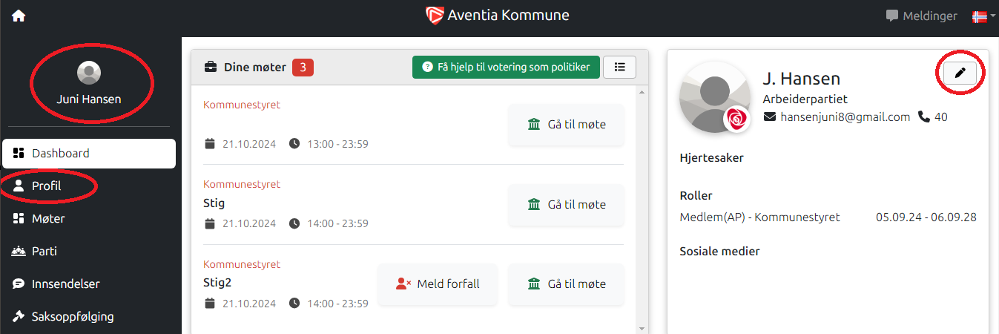 Aventia Kommune
Meldinger
Juni Hansen
Dashboard
Profil
Møter
Parti
Innsendelser
Saksoppfølging
Dine møter 3
Få hjelp til votering som politiker
Kommunestyret
21.10.2024 13:00 - 23:59
Gå til møte
Kommunestyret
Stig
21.10.2024 14:00 - 23:59
Gå til møte
Kommunestyret
Stig2
21.10.2024 14:00 - 23:59
Meld forfall
Gå til møte
J. Hansen
Arbeiderpartiet
hansenjuni8@gmail.com 40
Hjertesaker
Roller
Medlem(AP) - Kommunestyret 05.09.24 - 06.09.28
Sosiale medier